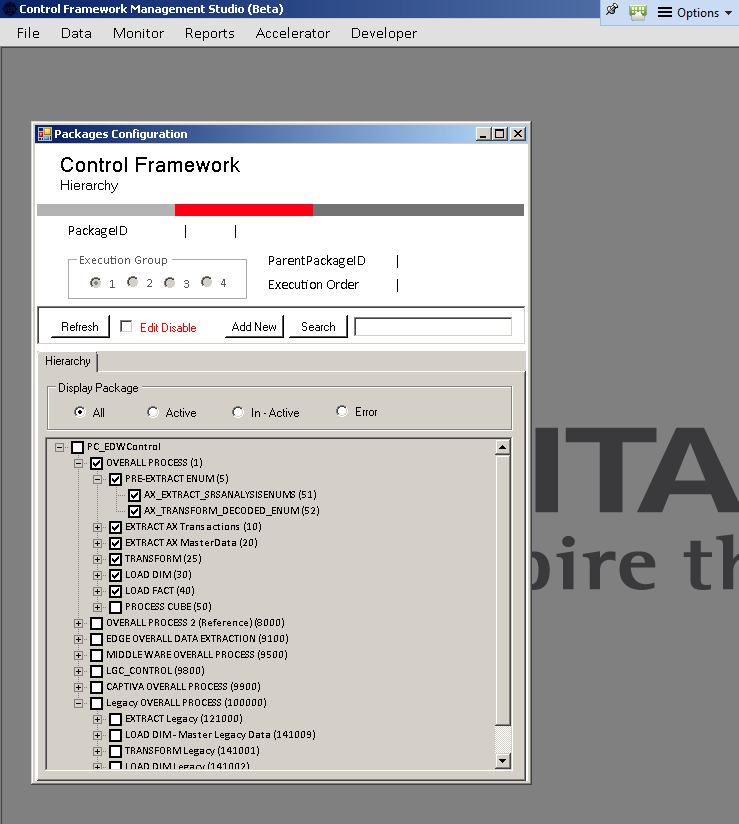 Control Framework Management Studio (Beta)
Options
File Data Monitor Reports Accelerator Developer
Packages Configuration
Control Framework
Hierarchy
PackageID | |
Execution Group
1 2 3 4
ParentPackageID |
Execution Order |
Refresh Edit Disable Add New Search
Hierarchy
Display Package
All Active In - Active Error
PC_EDWControl
OVERALL PROCESS (1)
PRE-EXTRACT ENUM (5)
AX_EXTRACT_SRSANALYSISENUMS (51)
AX_TRANSFORM_DECODED_ENUM (52)
EXTRACT AX Transactions (10)
EXTRACT AX MasterData (20)
TRANSFORM (25)
LOAD DIM (30)
LOAD FACT (40)
PROCESS CUBE (50)
OVERALL PROCESS 2 (Reference) (8000)
EDGE OVERALL DATA EXTRACTION (9100)
MIDDLE WARE OVERALL PROCESS (9500)
LGC_CONTROL (9800)
CAPTIVA OVERALL PROCESS (9900)
Legacy OVERALL PROCESS (100000)
EXTRACT Legacy (121000)
LOAD DIM - Master Legacy Data (141009)
TRANSFORM Legacy (141001)
LOAD DIM Legacy (141002)
ITA
pire th